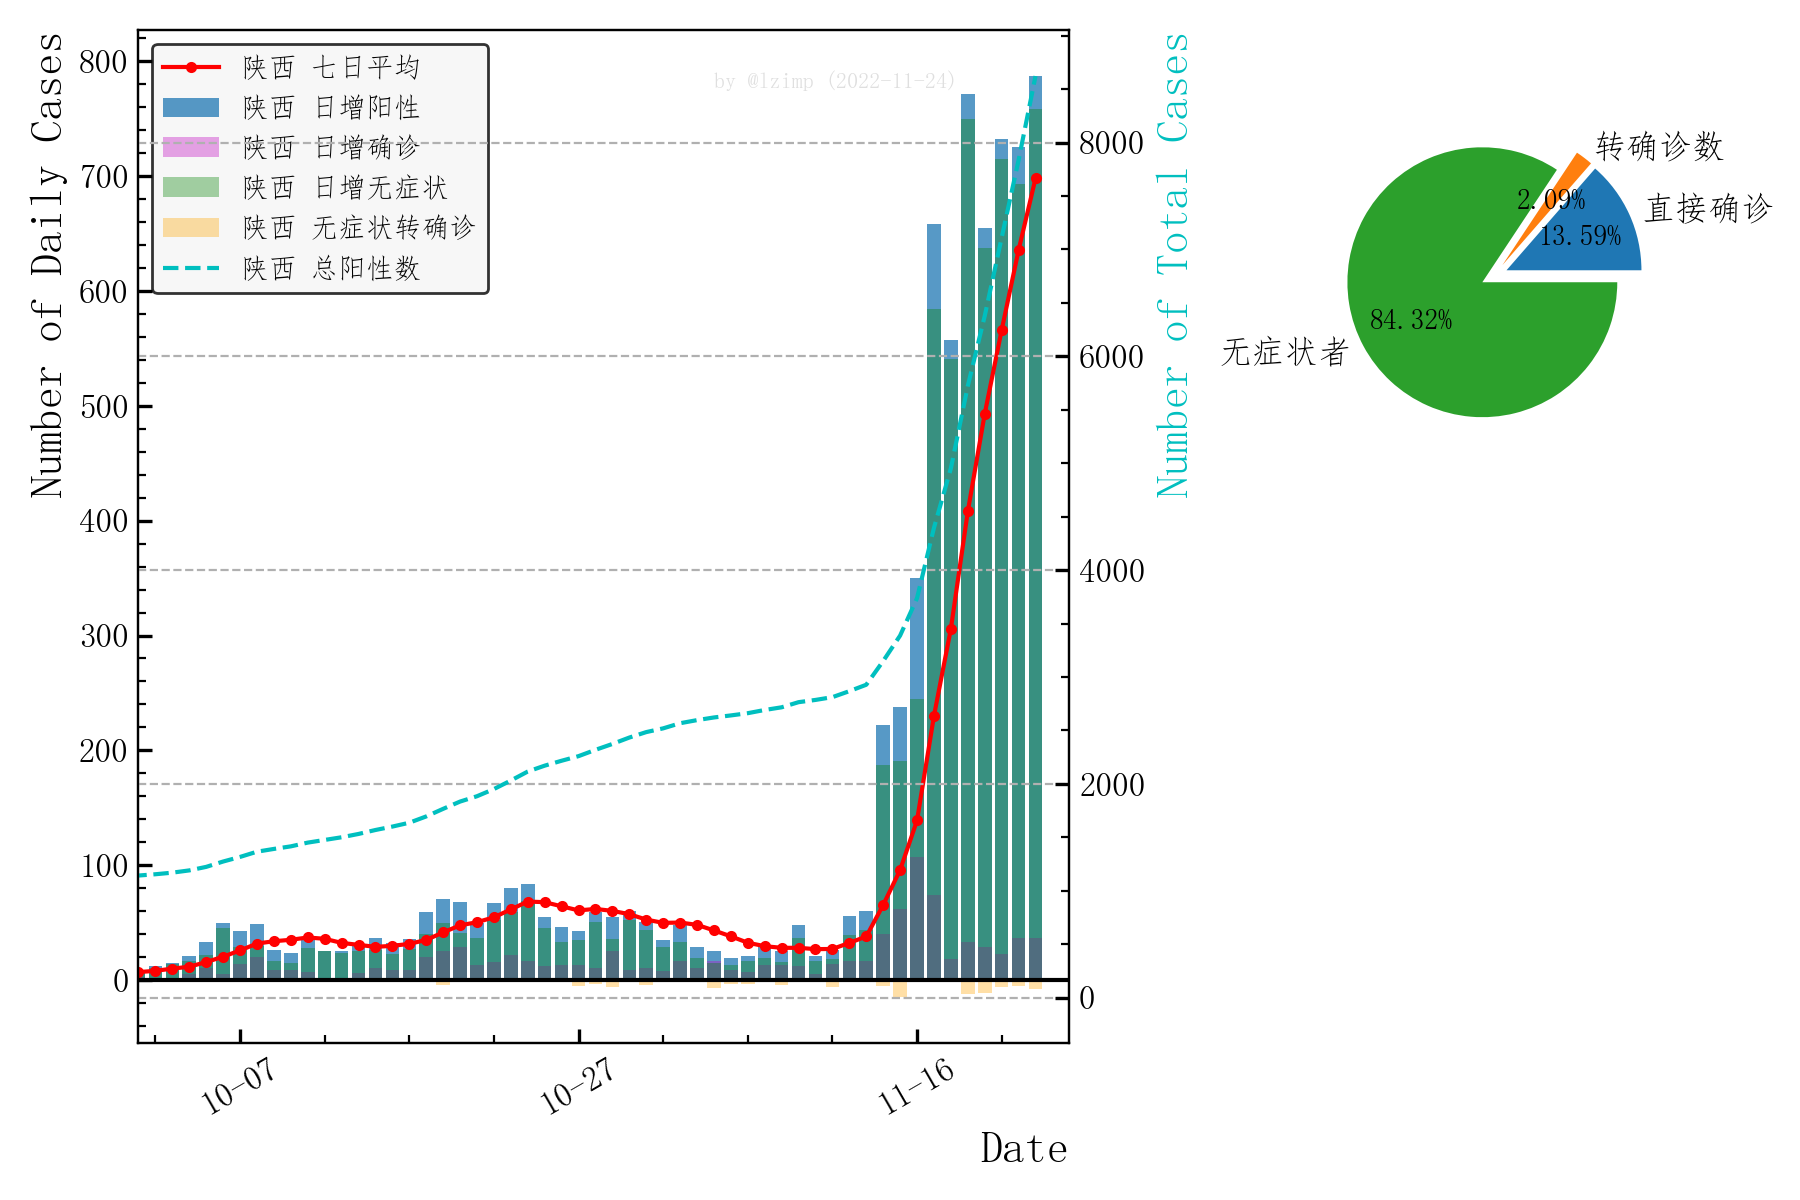 Number of Daily Cases
800
700
600
500
400
300
200
100
0
陕西 七日平均
陕西 日增阳性
陕西 日增确诊
陕西 日增无症状
陕西 无症状转确诊
陕西 总阳性数
by @lzimp (2022-11-24)
8000
6000
4000
2000
0
Number of Total Cases
10-07
10-27
11-16
Date
转确诊数
2.09%
直接确诊
13.59%
84.32%
无症状者